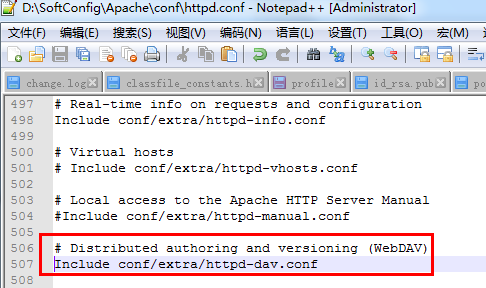 D:\SoftConfig\Apache\conf\httpd.conf - Notepad++ [Administrator]
文件(F) 编辑(E) 搜索(S) 视图(V) 编码(N) 语言(L) 设置(T) 宏(M) 运行
change.log classfile_constants.h profile id_rsa.pub po
497 # Real-time info on requests and configuration
498 Include conf/extra/httpd-info.conf
499
500 # Virtual hosts
501 # Include conf/extra/httpd-vhosts.conf
502
503 # Local access to the Apache HTTP Server Manual
504 #Include conf/extra/httpd-manual.conf
505
506 # Distributed authoring and versioning (WebDAV)
507 Include conf/extra/httpd-dav.conf
508